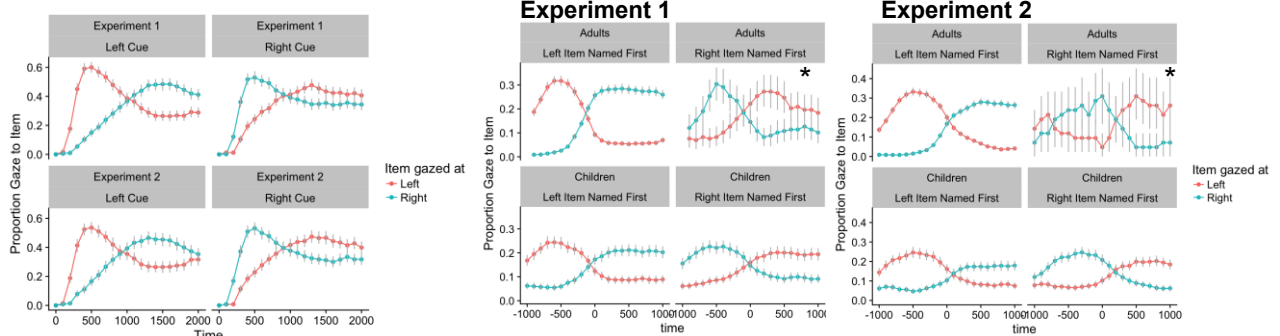 Experiment 1
Left Cue
Right Cue
0.6
0.4
0.2
0.0
Experiment 2
Experiment 2
Left Cue
Right Cue
0.6
0.4
0.2
0.0
0 500 1000 1500 2000 0 500 1000 1500 2000
Time
Proportion Gaze to Item
Experiment 1
Item gazed at
Left
Right
Experiment 1
Adults
Adults
Left Item Named First
Right Item Named First
*
0.3
0.2
0.1
0.0
Children
Children
Left Item Named First
Right Item Named First
0.3
0.2
0.1
0.0
-1000 -500 0 500 1000 -500 0 500 1000
time
Proportion Gaze to Item
Experiment 2
Adults
Adults
Left Item Named First
Right Item Named First
*
0.4
0.3
0.2
0.1
0.0
Children
Children
Left Item Named First
Right Item Named First
0.4
0.3
0.2
0.1
0.0
-1000 -500 0 500 1000 -500 0 500 1000
time
Proportion Gaze to Item
Item gazed at
Left
Right